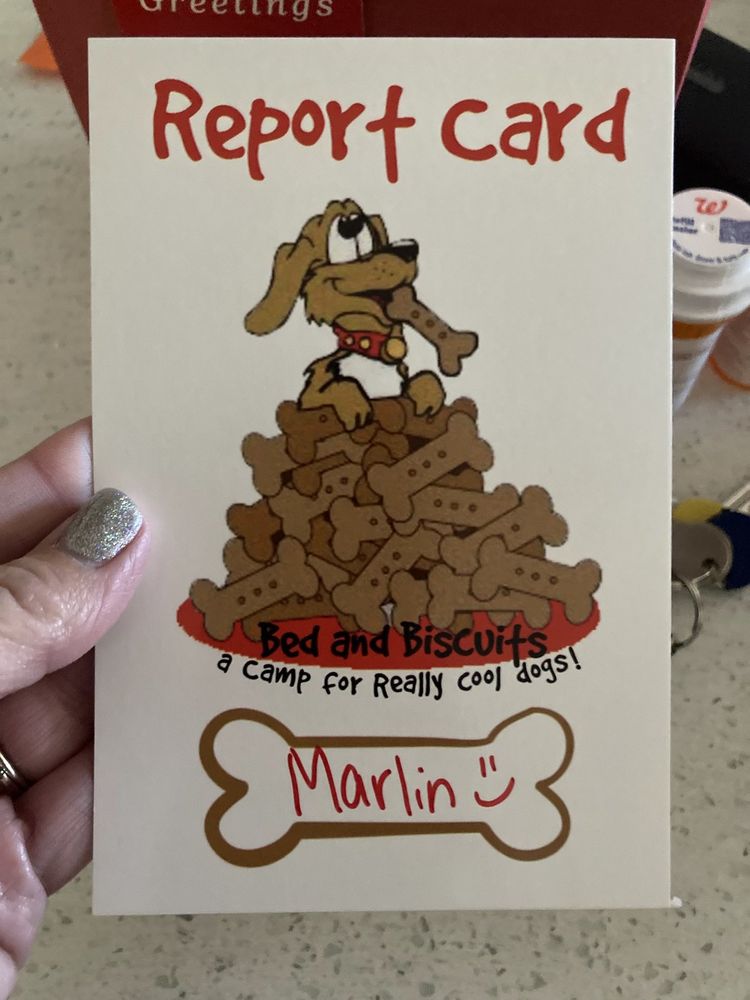 Greetings
Report card
Bed and Biscuits
a camp for Really cool dogs!
Marlin